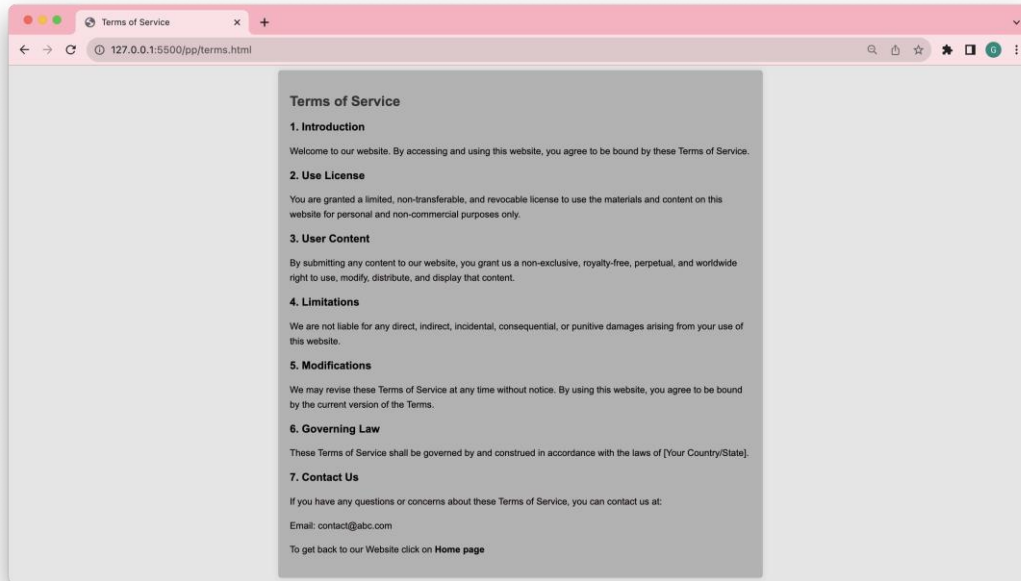 Terms of Service
127.0.0.1:5500/pp/terms.html
G
Terms of Service
1. Introduction
Welcome to our website. By accessing and using this website, you agree to be bound by these Terms of Service.
2. Use License
You are granted a limited, non-transferable, and revocable license to use the materials and content on this
website for personal and non-commercial purposes only.
3. User Content
By submitting any content to our website, you grant us a non-exclusive, royalty-free, perpetual, and worldwide
right to use, modify, distribute, and display that content.
4. Limitations
We are not liable for any direct, indirect, incidental, consequential, or punitive damages arising from your use of
this website.
5. Modifications
We may revise these Terms of Service at any time without notice. By using this website, you agree to be bound
by the current version of the Terms.
6. Governing Law
These Terms of Service shall be governed by and construed in accordance with the laws of [Your Country/State].
7. Contact Us
If you have any questions or concerns about these Terms of Service, you can contact us at:
Email: contact@abc.com
To get back to our Website click on Home page